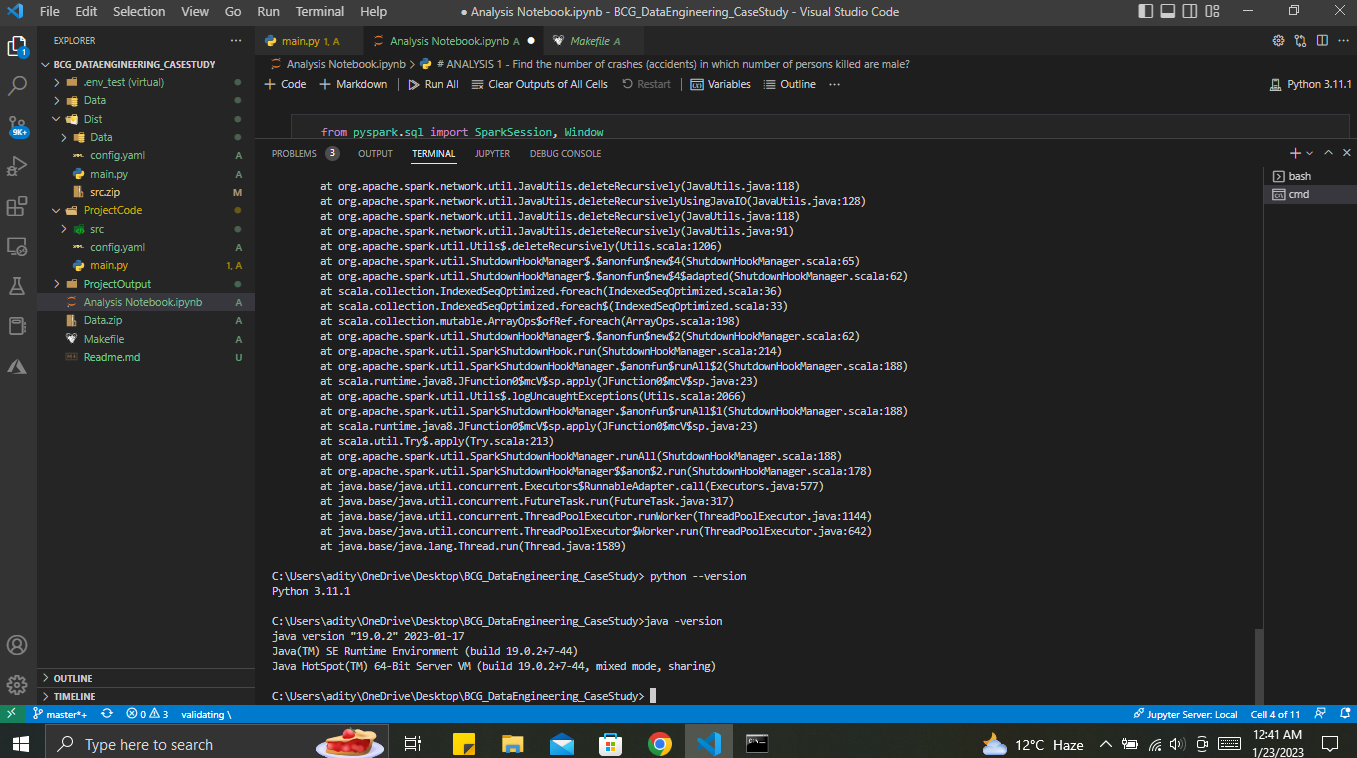 File Edit Selection View Go Run Terminal Help
● Analysis Notebook.ipynb - BCG_DataEngineering_CaseStudy - Visual Studio Code
EXPLORER
BCG_DATAENGINEERING_CASESTUDY
.env_test (virtual)
Data
Dist
Data
config.yaml A
main.py A
src.zip M
ProjectCode
src
config.yaml A
main.py 1, A
ProjectOutput
Analysis Notebook.ipynb A
Data.zip A
Makefile A
Readme.md U
OUTLINE
TIMELINE
1
9K+
main.py 1, A
Analysis Notebook.ipynb A ●
Makefile A
Analysis Notebook.ipynb > # ANALYSIS 1 - Find the number of crashes (accidents) in which number of persons killed are male?
+ Code + Markdown | Run All Clear Outputs of All Cells Restart | Variables Outline ···
Python 3.11.1
from pyspark.sql import SparkSession, Window
PROBLEMS 3 OUTPUT TERMINAL JUPYTER DEBUG CONSOLE
bash
cmd
at org.apache.spark.network.util.JavaUtils.deleteRecursively(JavaUtils.java:118)
at org.apache.spark.network.util.JavaUtils.deleteRecursivelyUsingJavaIO(JavaUtils.java:128)
at org.apache.spark.network.util.JavaUtils.deleteRecursively(JavaUtils.java:118)
at org.apache.spark.network.util.JavaUtils.deleteRecursively(JavaUtils.java:91)
at org.apache.spark.util.Utils$.deleteRecursively(Utils.scala:1206)
at org.apache.spark.util.ShutdownHookManager$.$anonfun$new$4(ShutdownHookManager.scala:65)
at org.apache.spark.util.ShutdownHookManager$.$anonfun$new$4$adapted(ShutdownHookManager.scala:62)
at scala.collection.IndexedSeqOptimized.foreach(IndexedSeqOptimized.scala:36)
at scala.collection.IndexedSeqOptimized.foreach$(IndexedSeqOptimized.scala:33)
at scala.collection.mutable.ArrayOps$ofRef.foreach(ArrayOps.scala:198)
at org.apache.spark.util.ShutdownHookManager$.$anonfun$new$2(ShutdownHookManager.scala:62)
at org.apache.spark.util.SparkShutdownHook.run(ShutdownHookManager.scala:214)
at org.apache.spark.util.SparkShutdownHookManager.$anonfun$runAll$2(ShutdownHookManager.scala:188)
at scala.runtime.java8.JFunction0$mcV$sp.apply(JFunction0$mcV$sp.java:23)
at org.apache.spark.util.Utils$.logUncaughtExceptions(Utils.scala:2066)
at org.apache.spark.util.SparkShutdownHookManager.$anonfun$runAll$1(ShutdownHookManager.scala:188)
at scala.runtime.java8.JFunction0$mcV$sp.apply(JFunction0$mcV$sp.java:23)
at scala.util.Try$.apply(Try.scala:213)
at org.apache.spark.util.SparkShutdownHookManager.runAll(ShutdownHookManager.scala:188)
at org.apache.spark.util.SparkShutdownHookManager$$anon$2.run(ShutdownHookManager.scala:178)
at java.base/java.util.concurrent.Executors$RunnableAdapter.call(Executors.java:577)
at java.base/java.util.concurrent.FutureTask.run(FutureTask.java:317)
at java.base/java.util.concurrent.ThreadPoolExecutor.runWorker(ThreadPoolExecutor.java:1144)
at java.base/java.util.concurrent.ThreadPoolExecutor$Worker.run(ThreadPoolExecutor.java:642)
at java.base/java.lang.Thread.run(Thread.java:1589)
C:\Users\adity\OneDrive\Desktop\BCG_DataEngineering_CaseStudy> python --version
Python 3.11.1
C:\Users\adity\OneDrive\Desktop\BCG_DataEngineering_CaseStudy>java -version
java version "19.0.2" 2023-01-17
Java(TM) SE Runtime Environment (build 19.0.2+7-44)
Java HotSpot(TM) 64-Bit Server VM (build 19.0.2+7-44, mixed mode, sharing)
C:\Users\adity\OneDrive\Desktop\BCG_DataEngineering_CaseStudy>
master*+ 0 3 validating \
Jupyter Server: Local Cell 4 of 11
Type here to search
12°C Haze
12:41 AM
1/23/2023